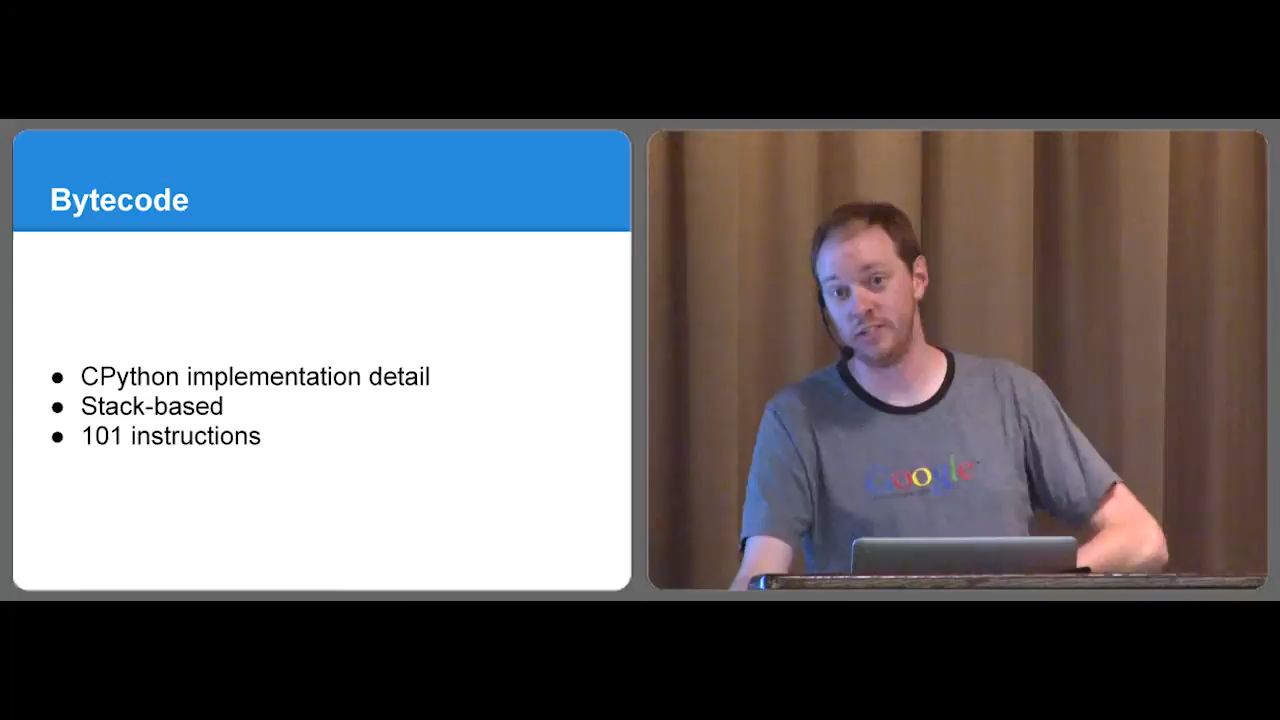 Bytecode
● CPython implementation detail
● Stack-based
● 101 instructions
Google